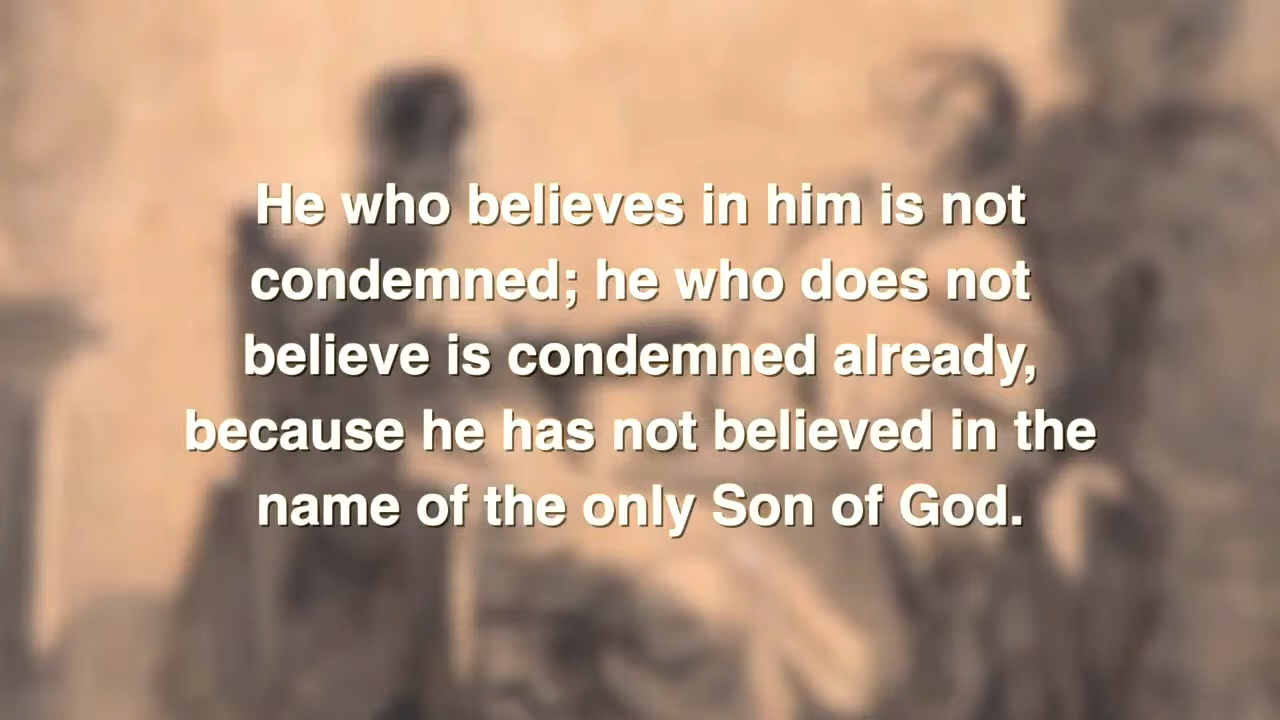 He who believes in him is not
condemned; he who does not
believe is condemned already,
because he has not believed in the
name of the only Son of God.